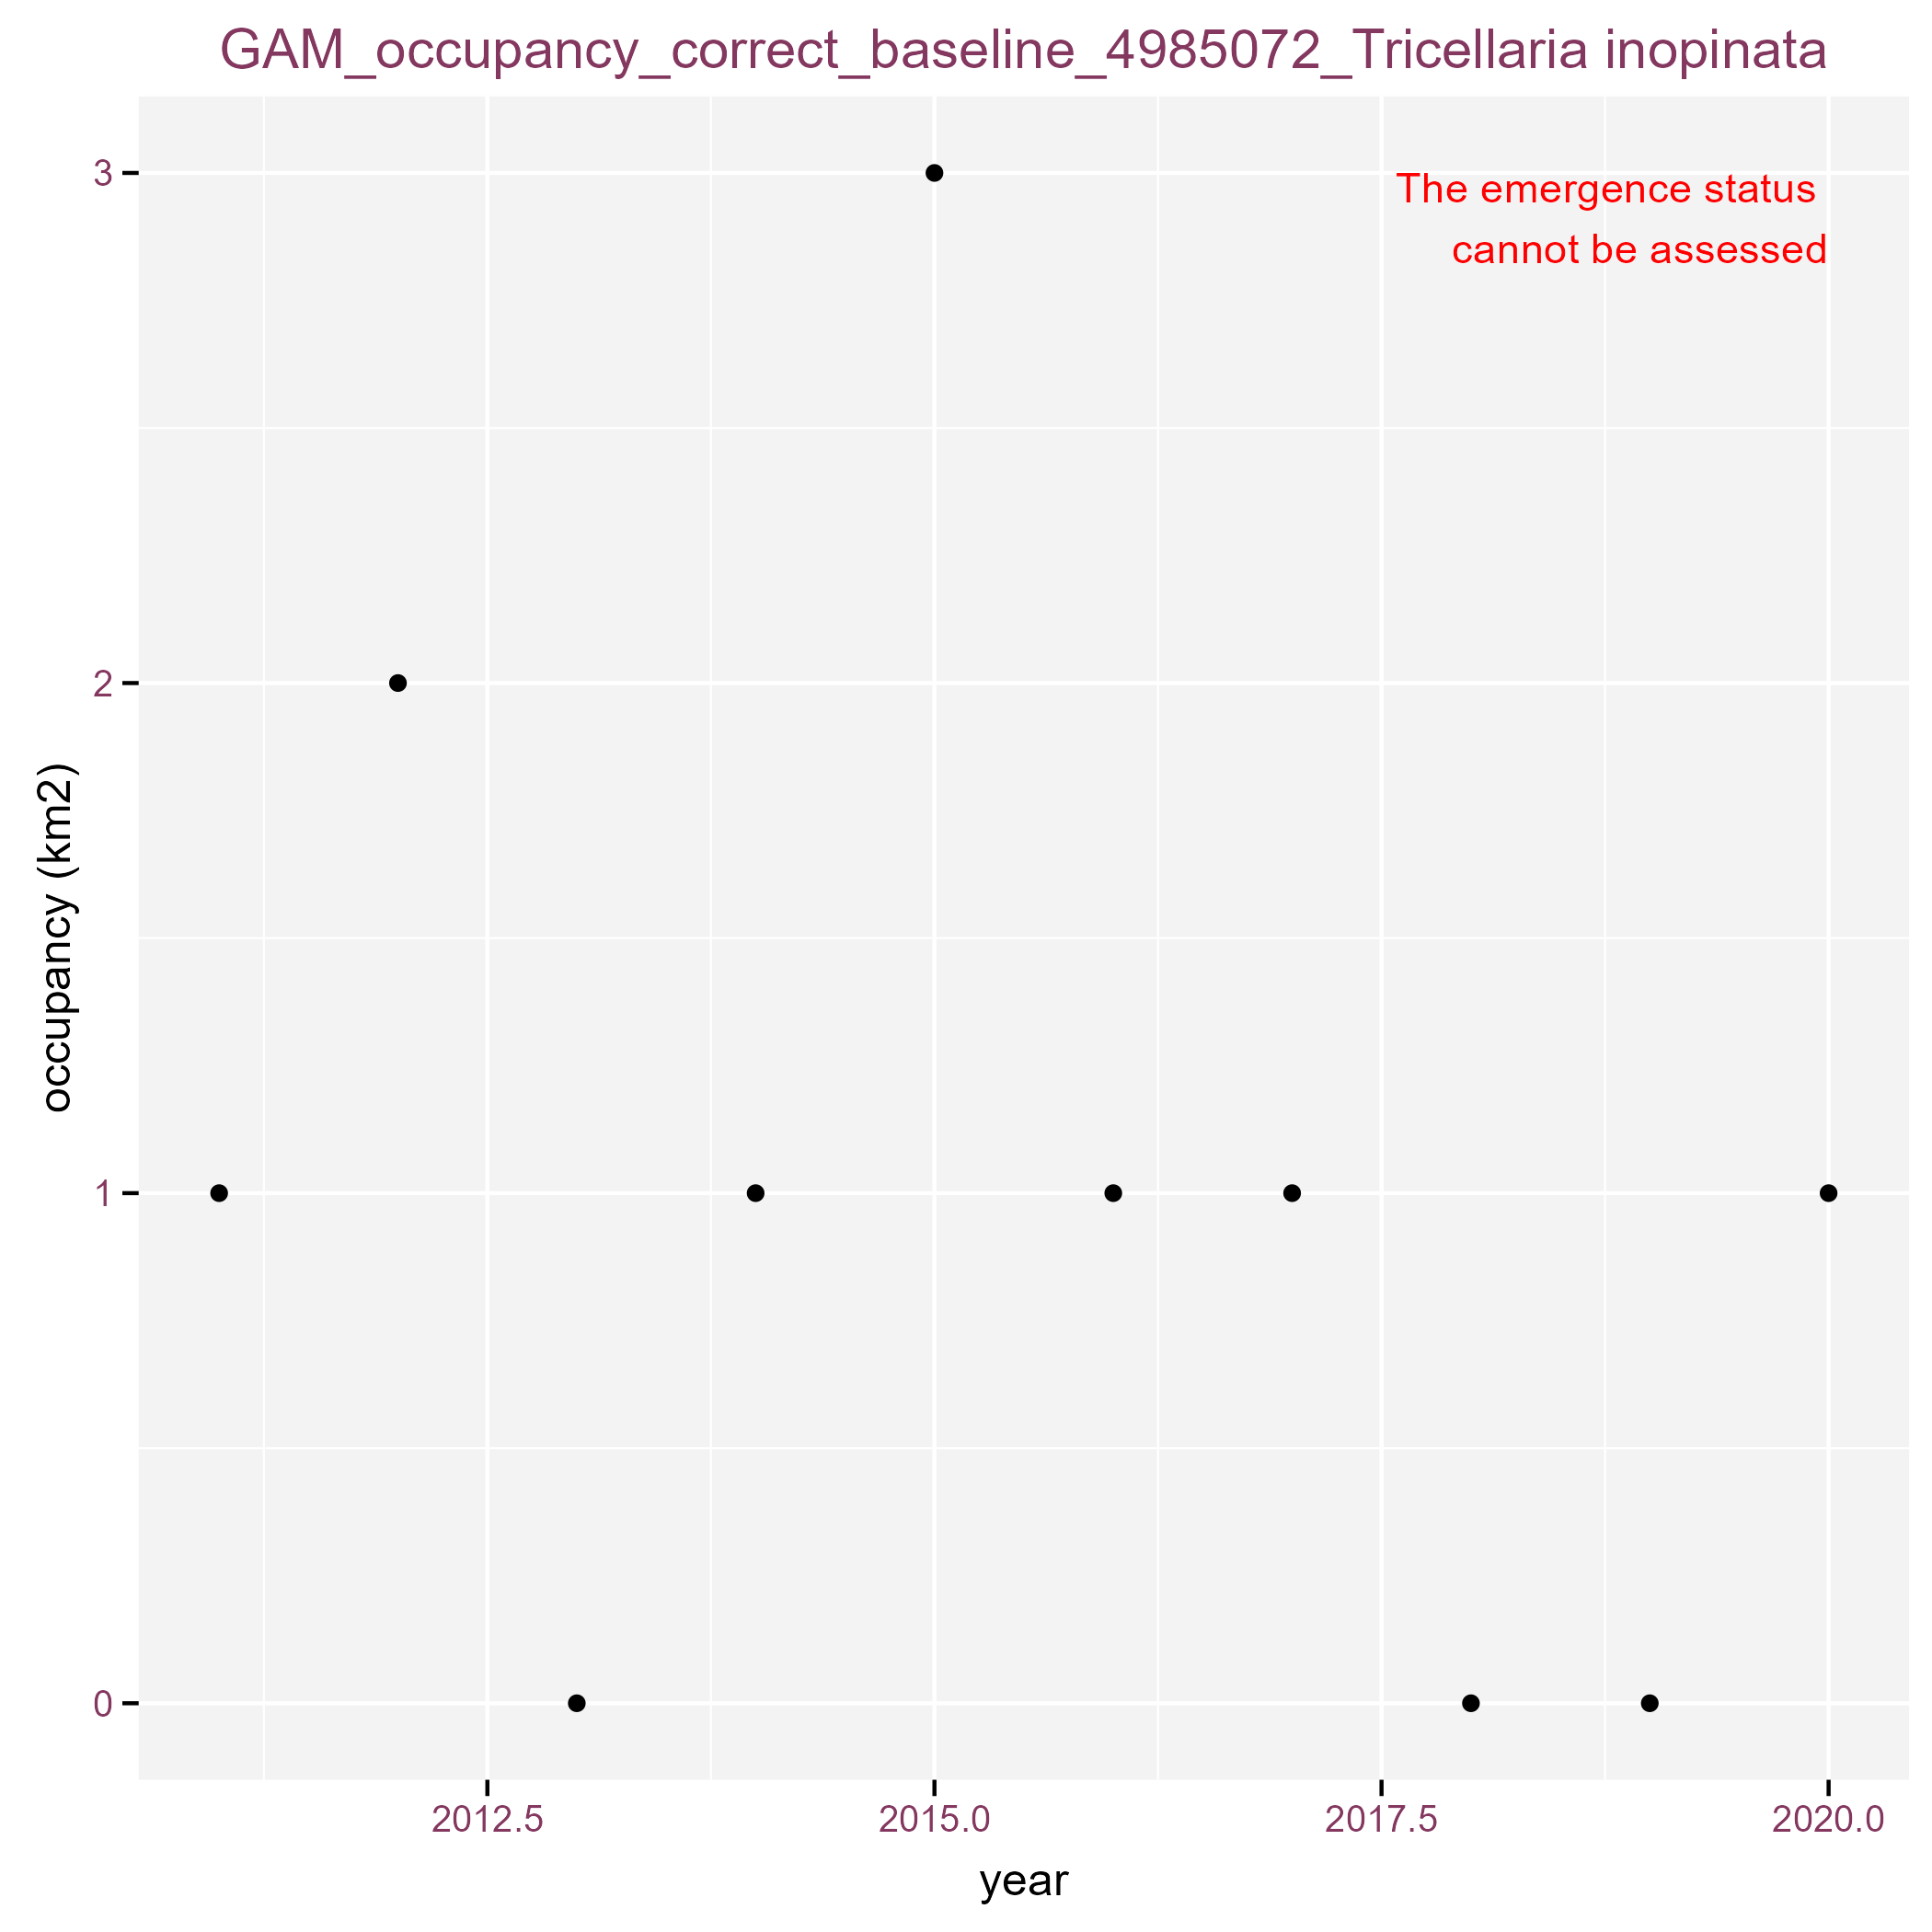 GAM_occupancy_correct_baseline_4985072_Tricellaria inopinata
The emergence status
cannot be assessed
3
2
1
0
occupancy (km2)
2012.5
2015.0
2017.5
2020.0
year